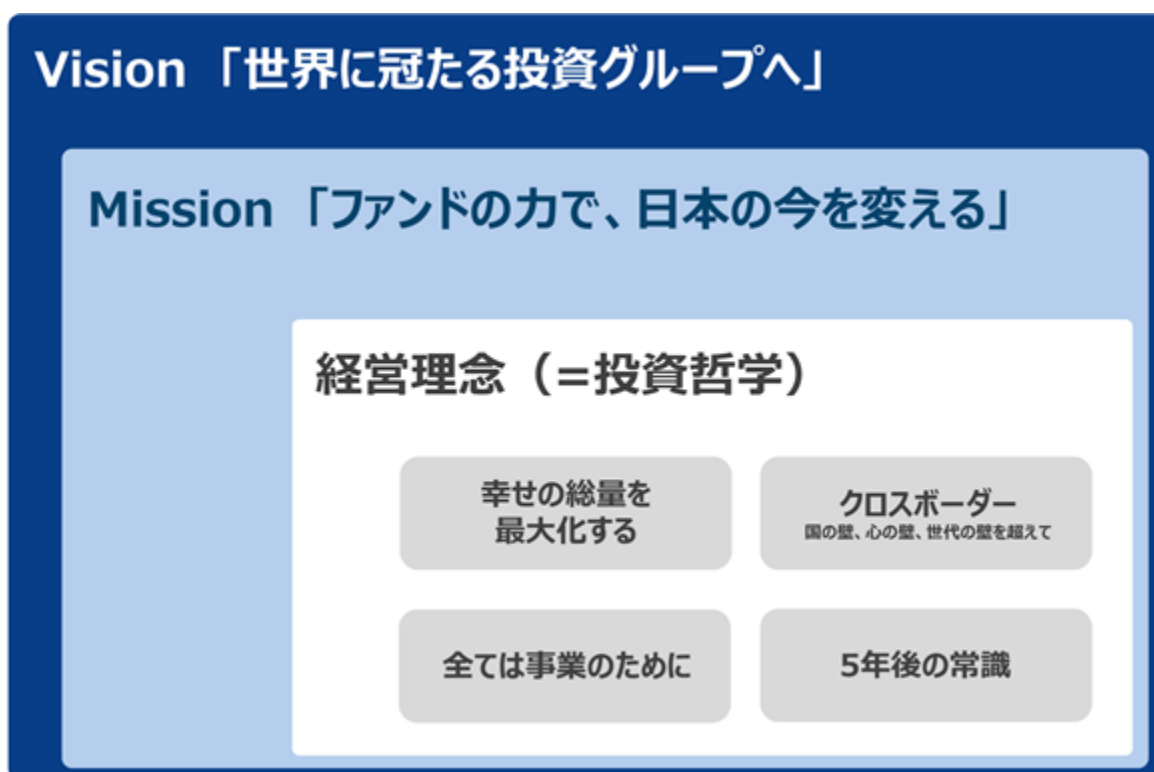 Vision 「世界に冠たる投資グループへ」
Mission 「ファンドの力で、日本の今を変える」
経営理念（=投資哲学）
幸せの総量を
最大化する
クロスボーダー
国の壁、心の壁、世代の壁を超えて
全ては事業のために
5年後の常識